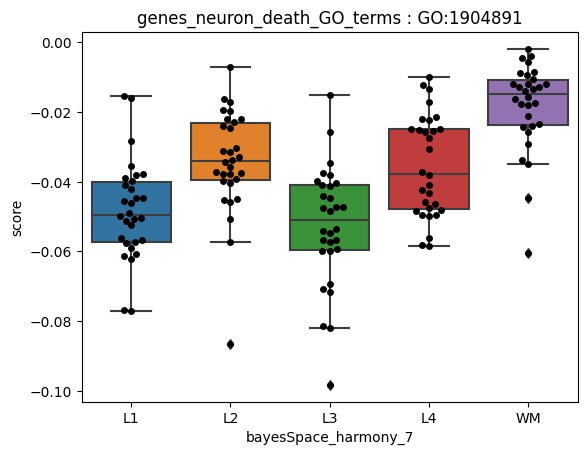 genes_neuron_death_GO_terms : GO:1904891
0.00
−0.02
−0.04
−0.06
−0.08
−0.10
score
L1 L2 L3 L4 WM
bayesSpace_harmony_7